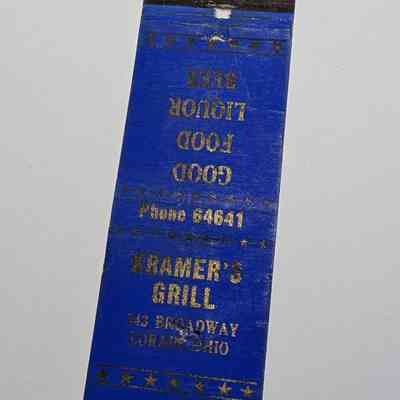 GOOD
FOOD
LIQUOR
BEER
Phone 64641
KRAMER'S
GRILL
BROADWAY
LORAIN, OHIO